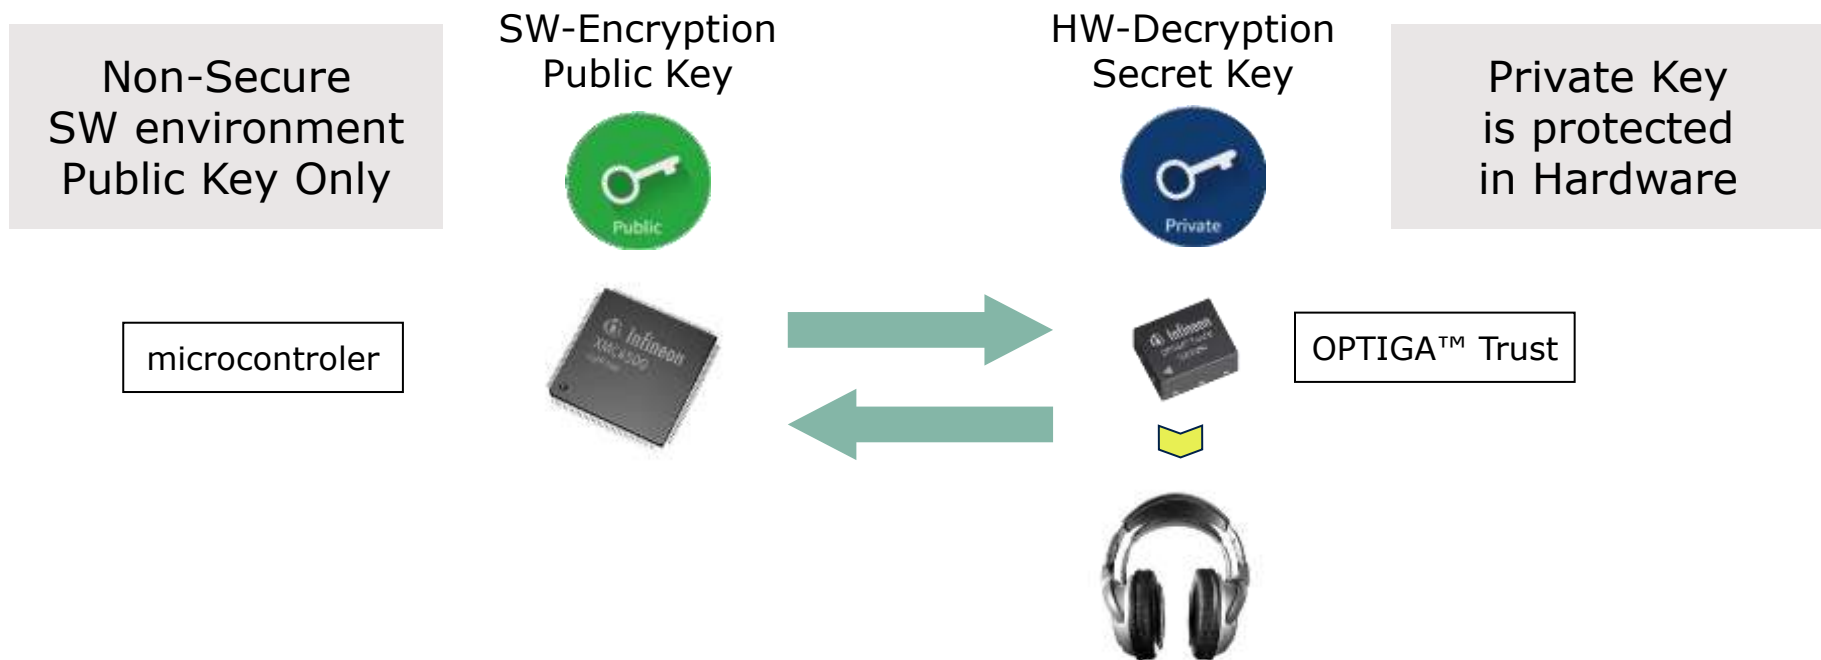 SW-Encryption
Public Key
HW-Decryption
Secret Key
Non-Secure
SW environment
Public Key Only
Private Key
is protected
in Hardware
Public
Private
microcontroler
Infineon
XMC4500
Infineon
OPTIGA™ Trust